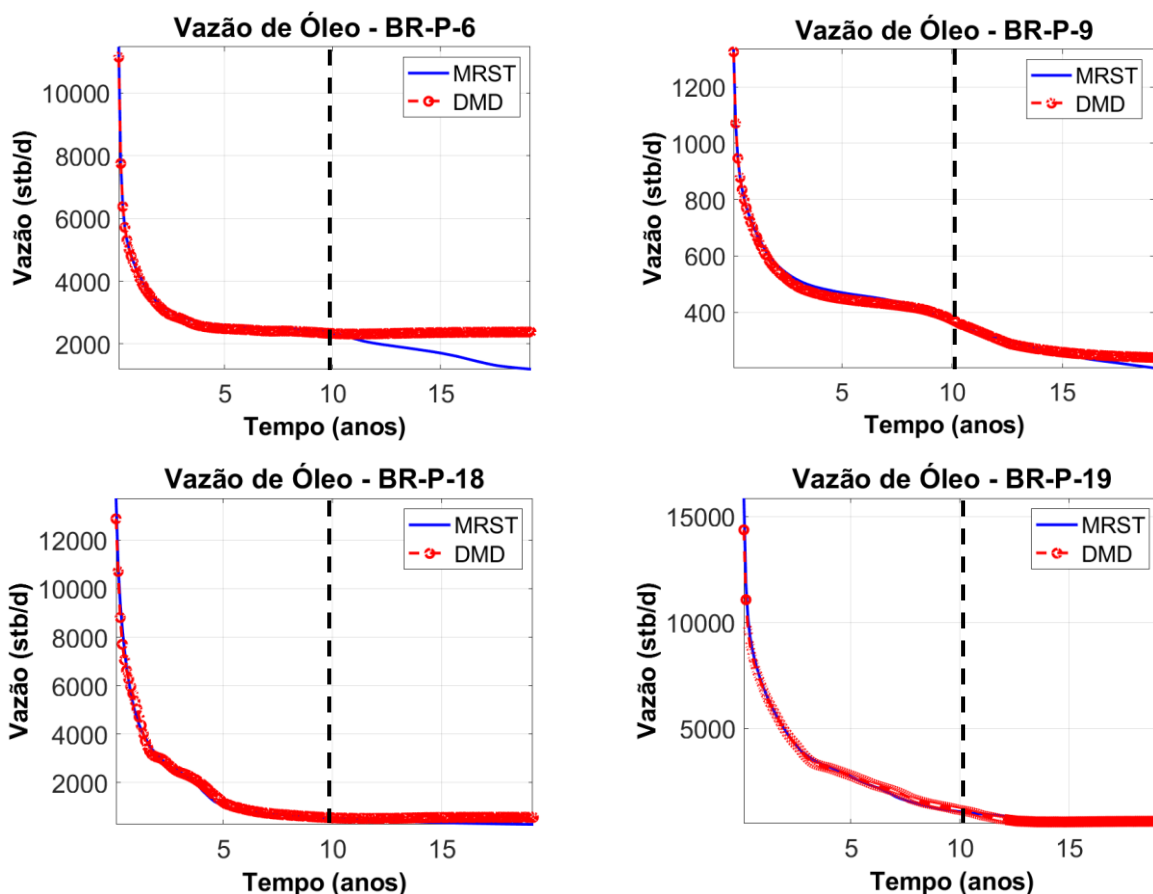 Vazão de Óleo - BR-P-6
Vazão (stb/d)
10000
8000
6000
4000
2000
5
10
15
Tempo (anos)
MRST
DMD
Vazão de Óleo - BR-P-9
Vazão (stb/d)
1200
1000
800
600
400
5
10
15
Tempo (anos)
MRST
DMD
Vazão de Óleo - BR-P-18
Vazão (stb/d)
12000
10000
8000
6000
4000
2000
5
10
15
Tempo (anos)
MRST
DMD
Vazão de Óleo - BR-P-19
Vazão (stb/d)
15000
10000
5000
5
10
15
Tempo (anos)
MRST
DMD